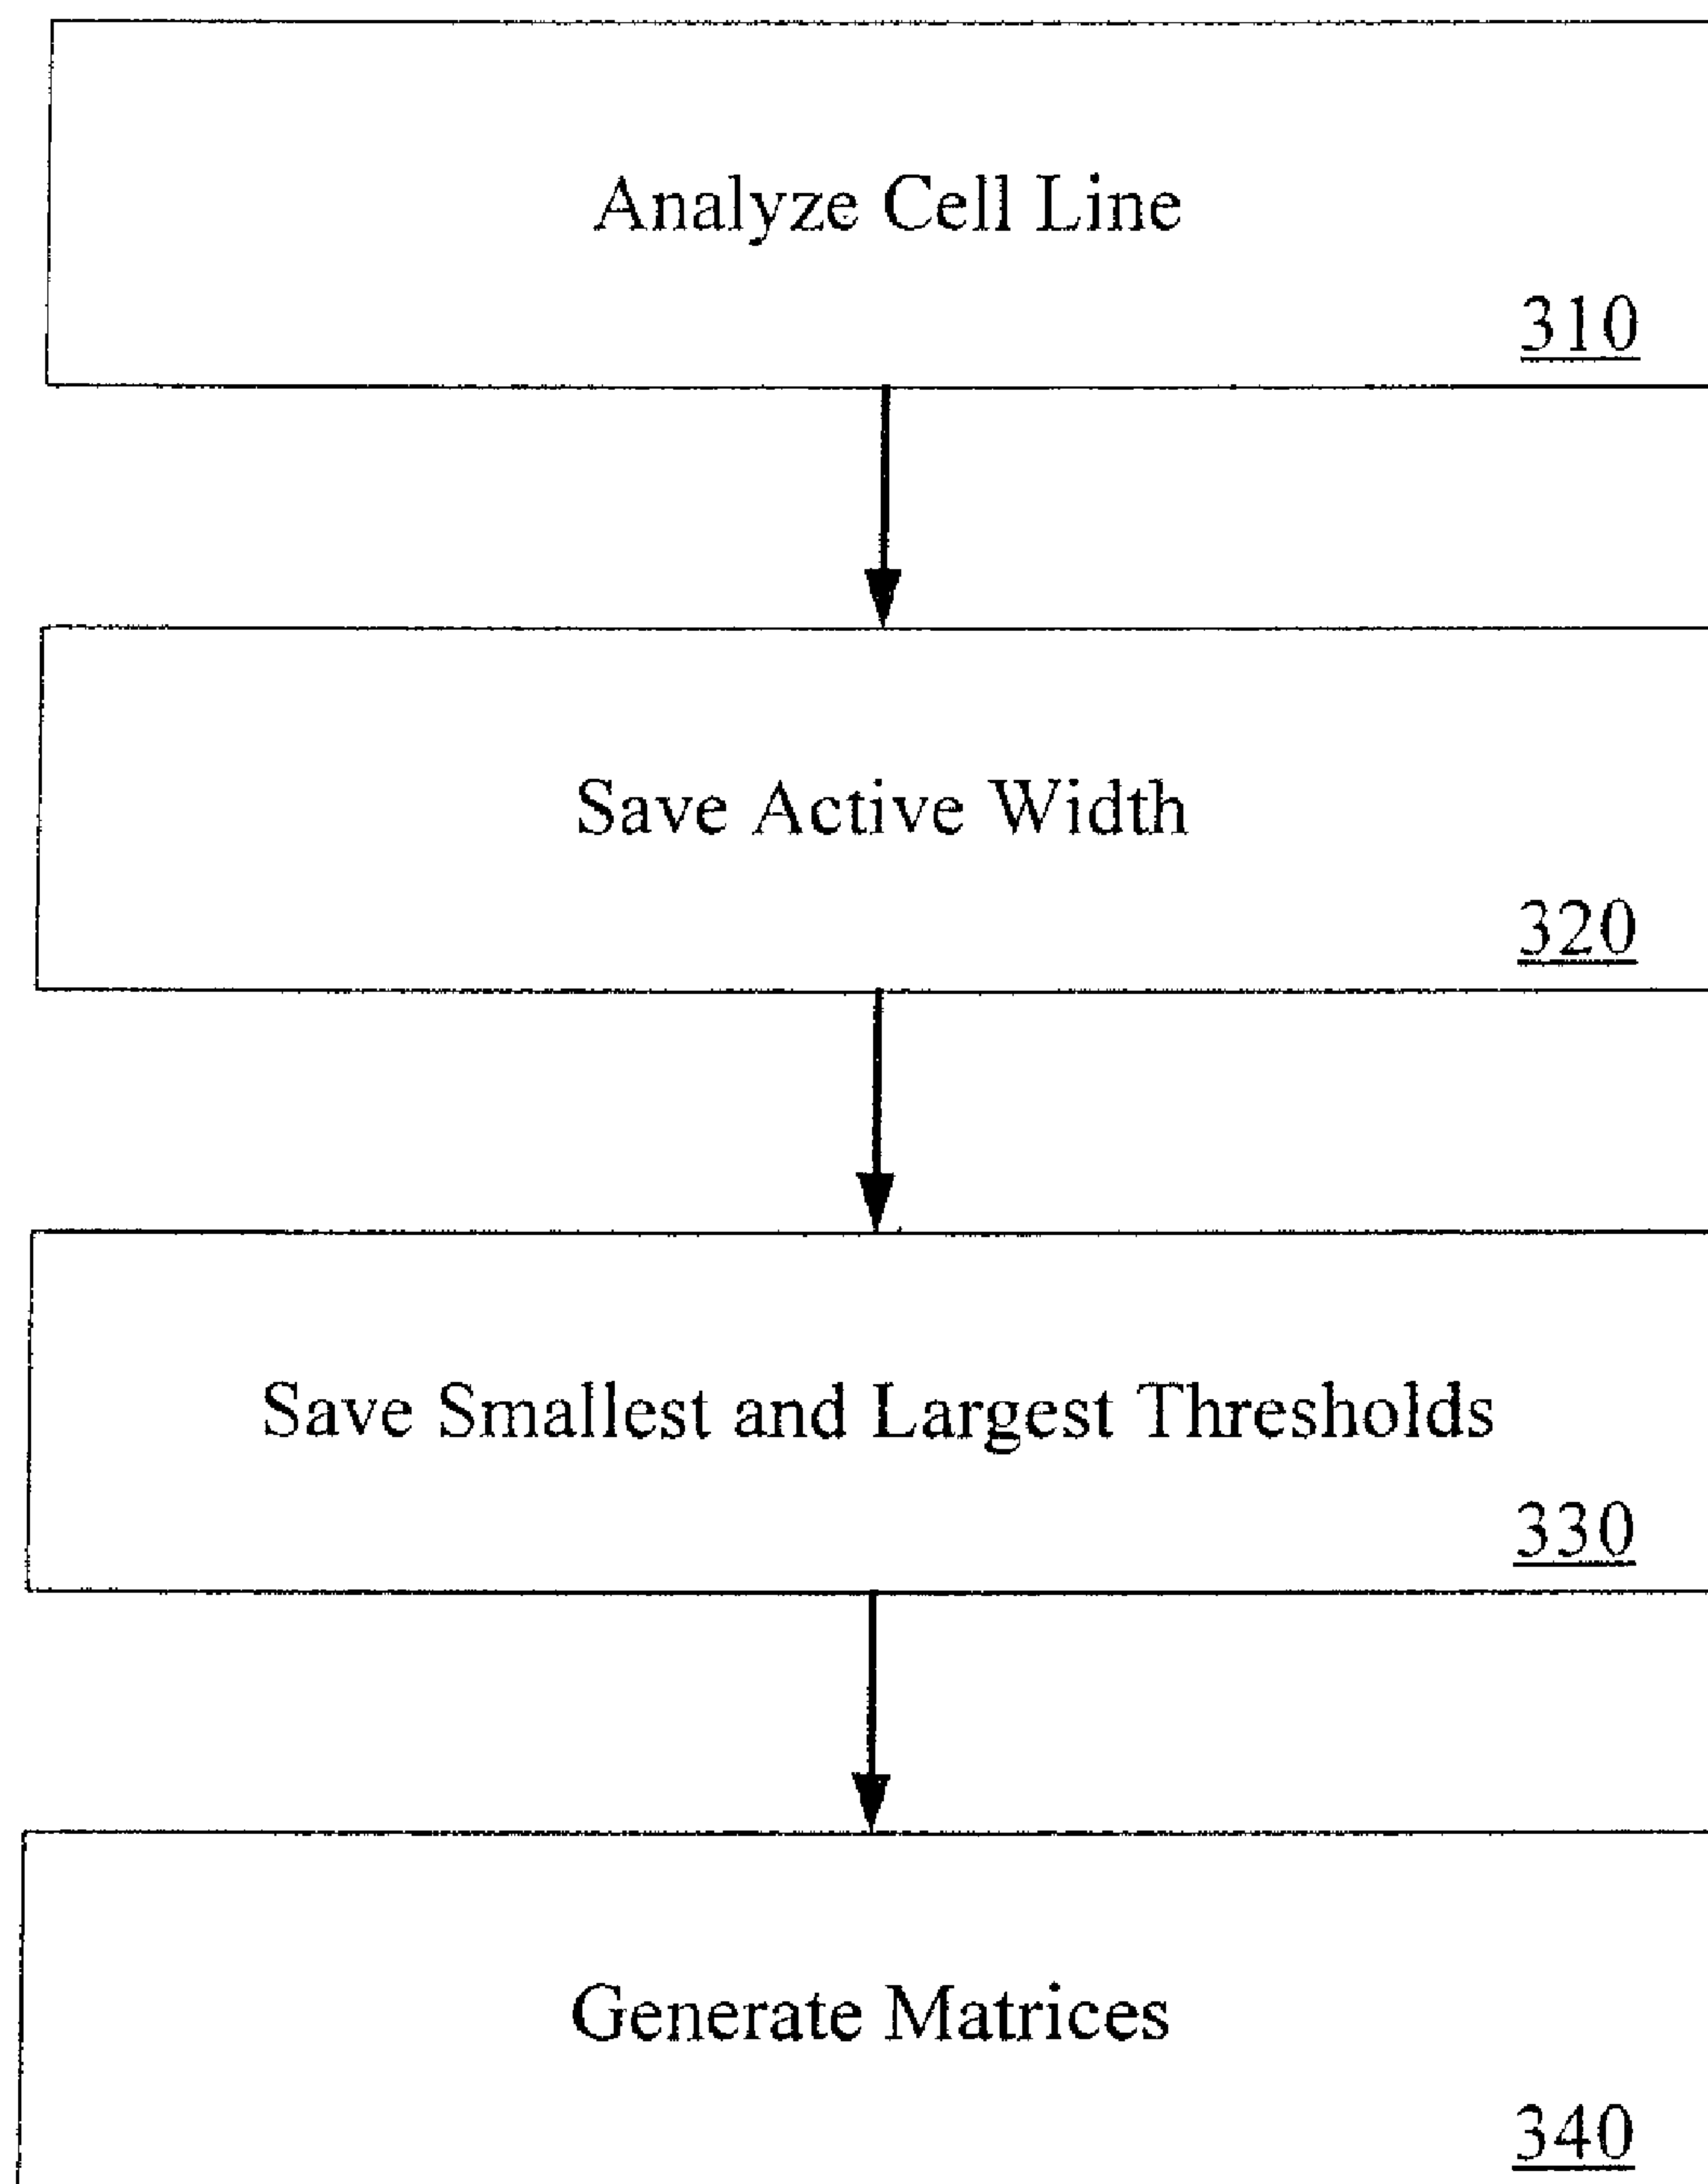 Analyze Cell Line
310
Save Active Width
320
Save Smallest and Largest Thresholds
330
Generate Matrices
340